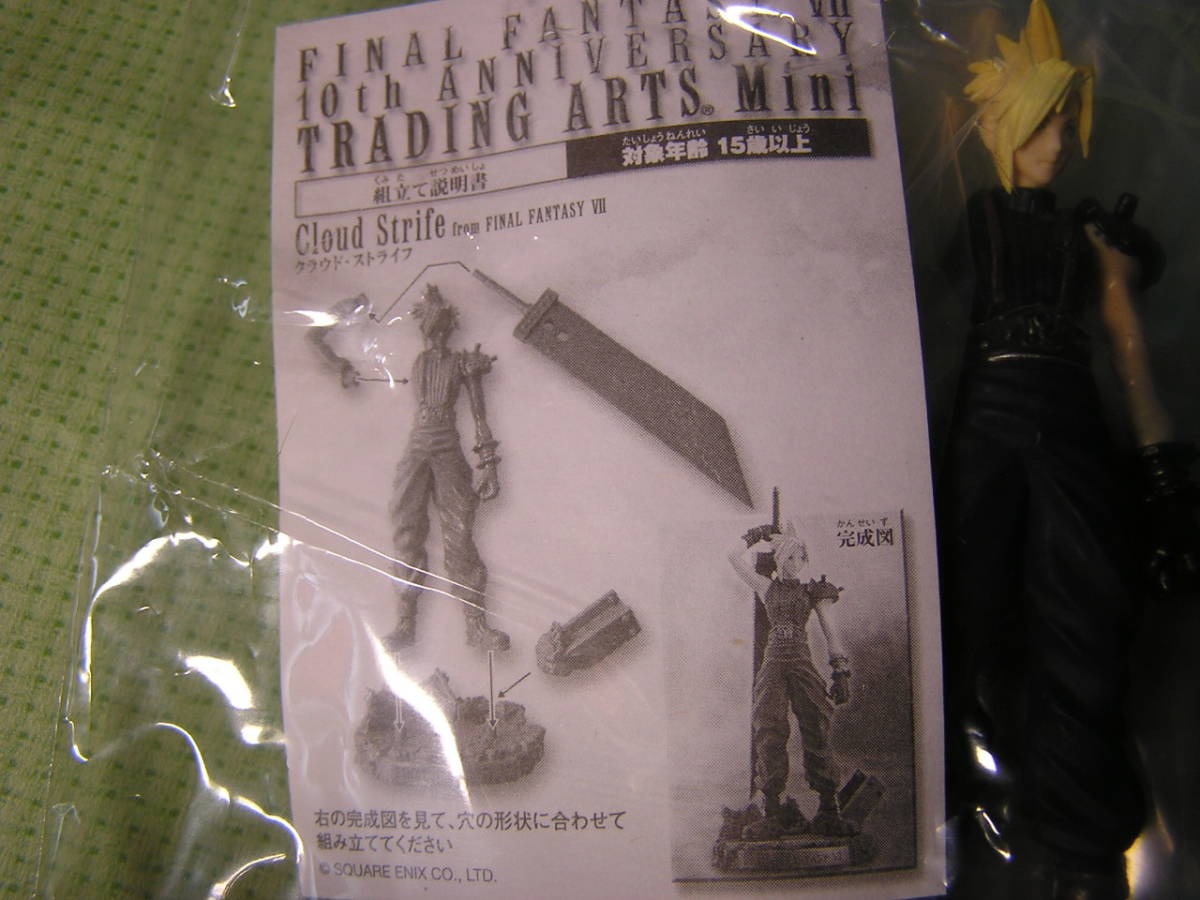 FINAL FANTASY VII
10th ANNIVERSARY
TRADING ARTS® Mini
たいしょうねんれい さいいじょう
対象年齢 15歳以上
くみた せつめいしょ
組立て説明書
Cloud Strife from FINAL FANTASY VII
クラウド・ストライフ
かんせいず
完成図
右の完成図を見て、穴の形状に合わせて
組み立ててください
© SQUARE ENIX CO., LTD.